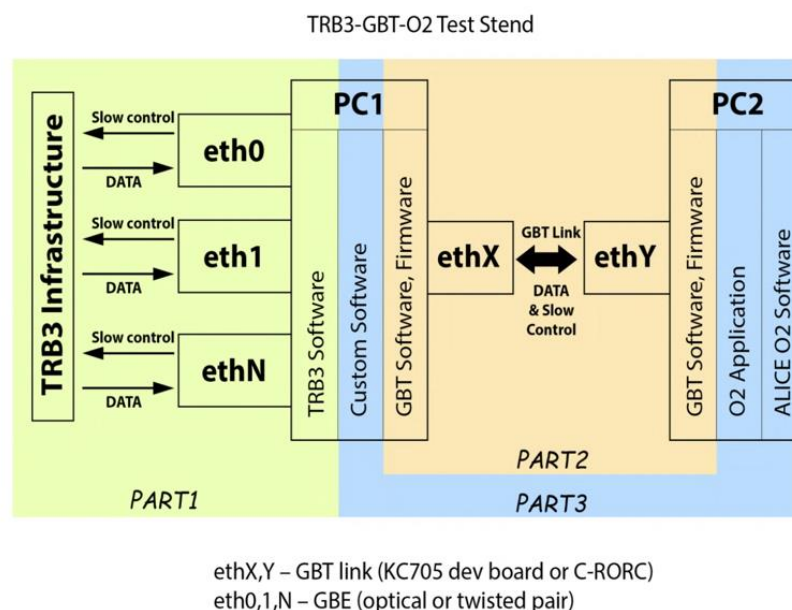 TRB3-GBT-O2 Test Stend
TRB3 Infrastructure
Slow control
DATA
eth0
Slow control
DATA
eth1
Slow control
DATA
ethN
PC1
TRB3 Software
Custom Software
GBT Software, Firmware
ethX
GBT Link
DATA
& Slow
Control
ethY
PC2
GBT Software, Firmware
O2 Application
ALICE O2 Software
PART1
PART2
PART3
ethX,Y – GBT link (KC705 dev board or C-RORC)
eth0,1,N – GBE (optical or twisted pair)